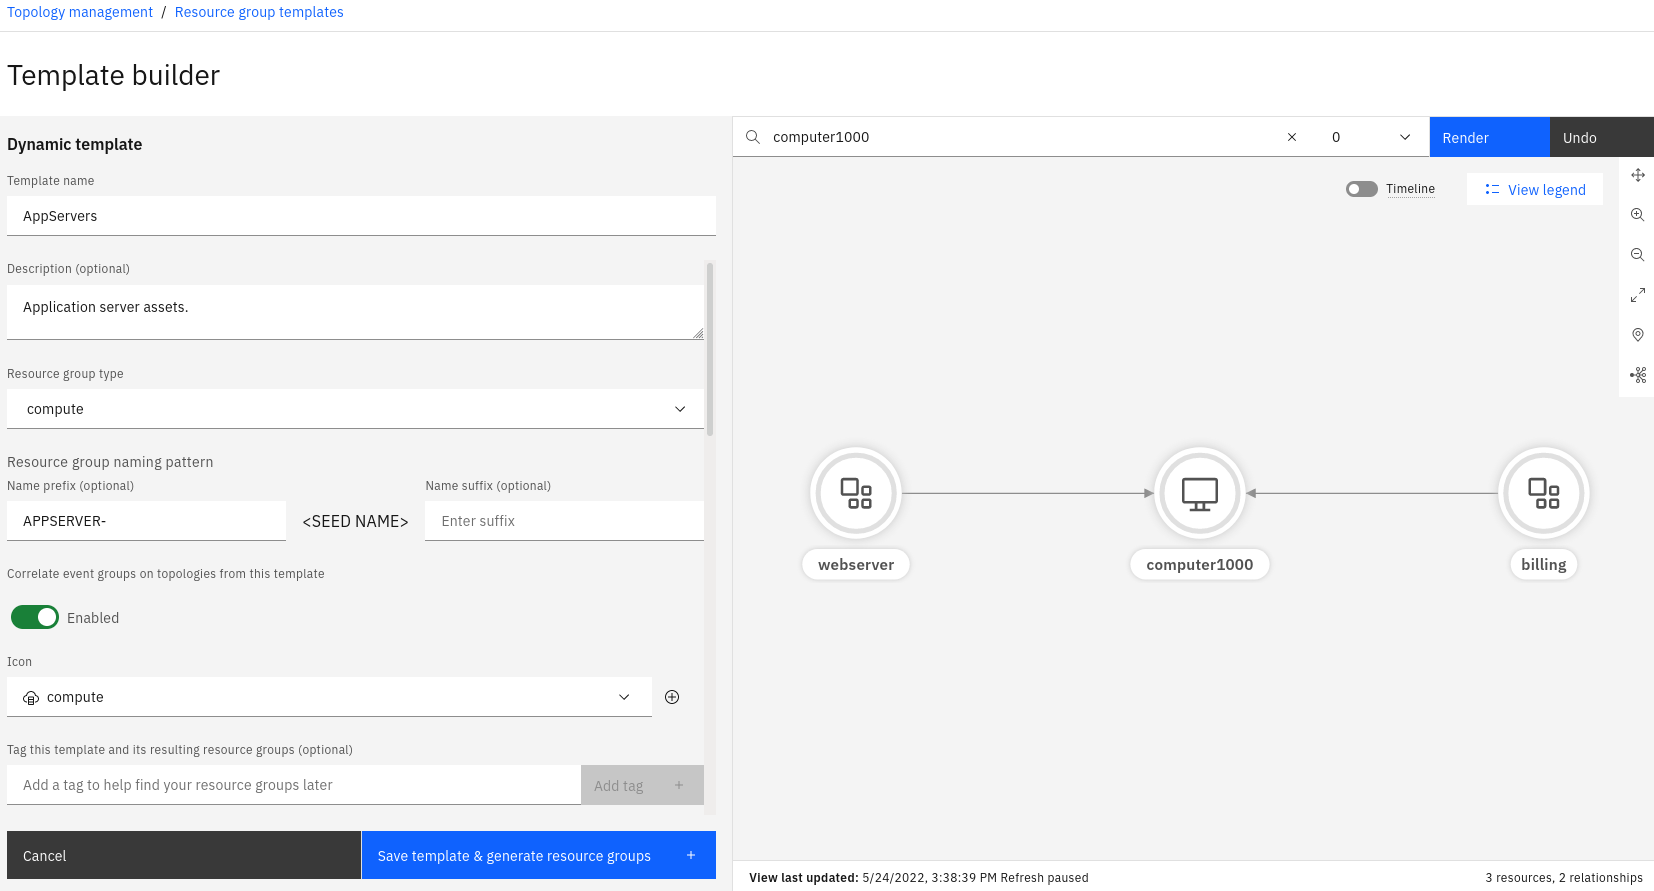 Topology management / Resource group templates
Template builder
Dynamic template
Template name
AppServers
Description (optional)
Application server assets.
Resource group type
compute
Resource group naming pattern
Name prefix (optional)
Name suffix (optional)
APPSERVER-
<SEED NAME>
Enter suffix
Correlate event groups on topologies from this template
Enabled
Icon
compute
Tag this template and its resulting resource groups (optional)
Add a tag to help find your resource groups later
Add tag +
Cancel
Save template & generate resource groups +
computer1000
0
Render
Undo
Timeline
View legend
webserver
computer1000
billing
View last updated: 5/24/2022, 3:38:39 PM Refresh paused
3 resources, 2 relationships